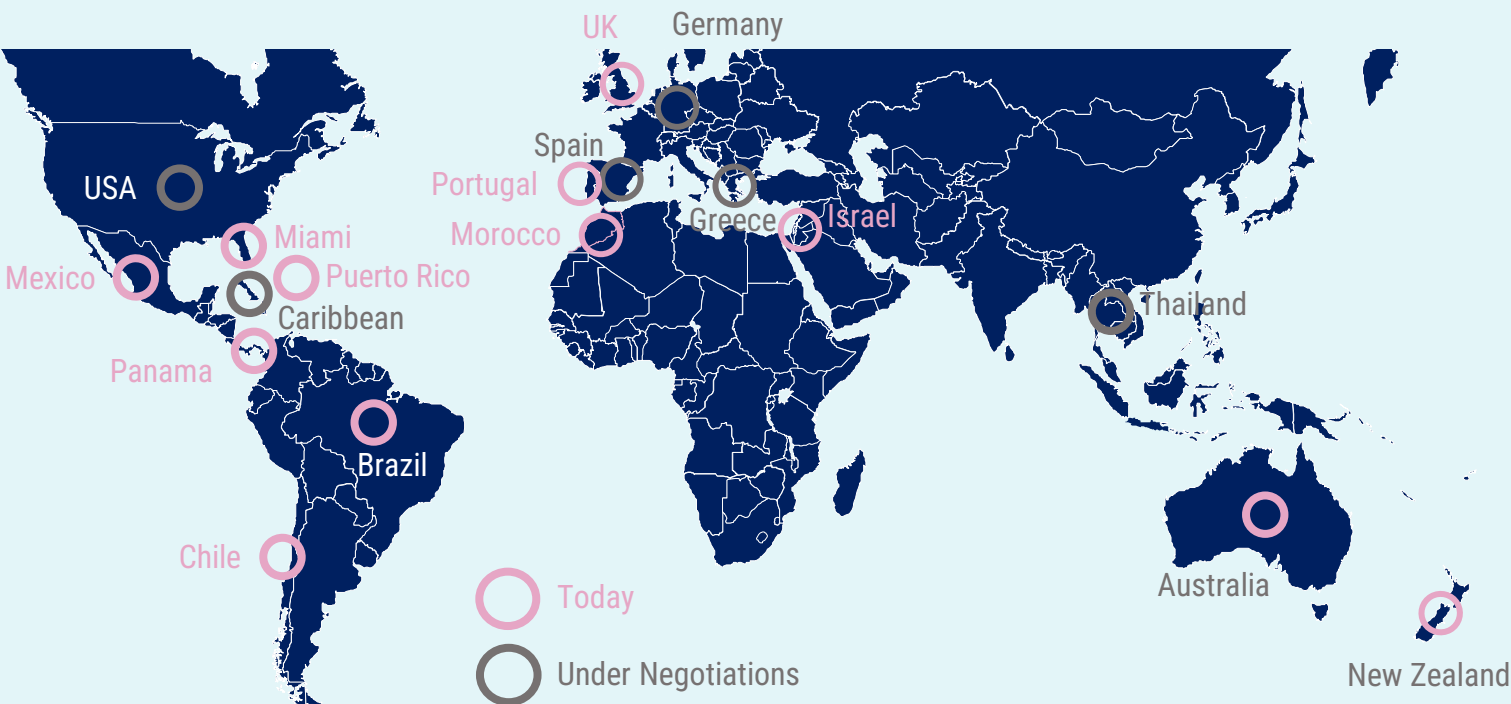 UK
Germany
Spain
USA
Portugal
Greece
Israel
Morocco
Miami
Mexico
Puerto Rico
Caribbean
Thailand
Panama
Brazil
Chile
Australia
Today
Under Negotiations
New Zealand